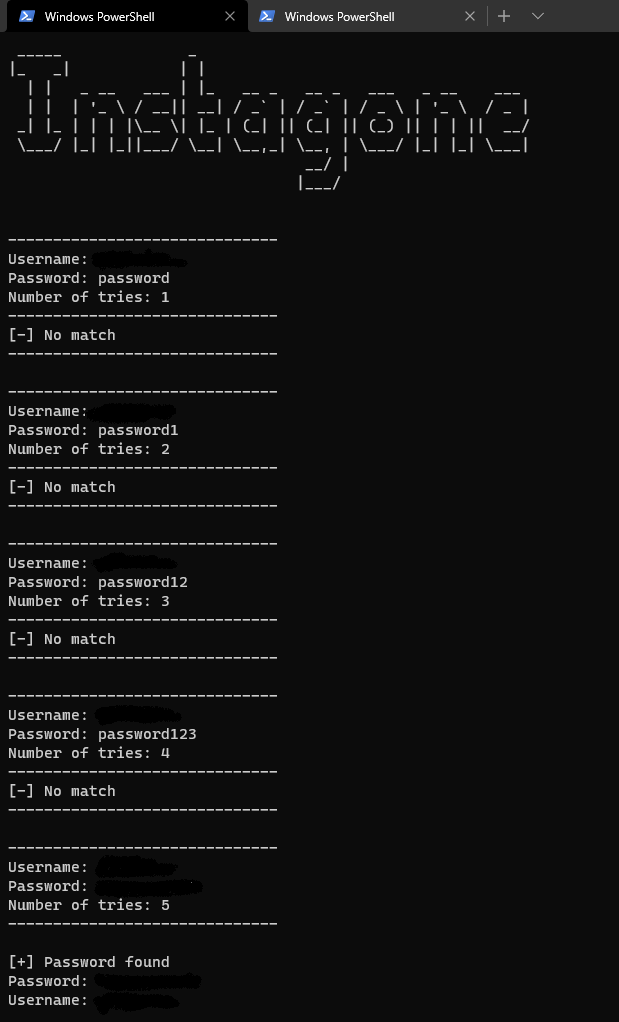 Windows PowerShell
Windows PowerShell
Instagone
------------------------------
Username:
Password: password
Number of tries: 1
------------------------------
[-] No match
------------------------------
------------------------------
Username:
Password: password1
Number of tries: 2
------------------------------
[-] No match
------------------------------
------------------------------
Username:
Password: password12
Number of tries: 3
------------------------------
[-] No match
------------------------------
------------------------------
Username:
Password: password123
Number of tries: 4
------------------------------
[-] No match
------------------------------
------------------------------
Username:
Password:
Number of tries: 5
------------------------------
[+] Password found
Password:
Username: